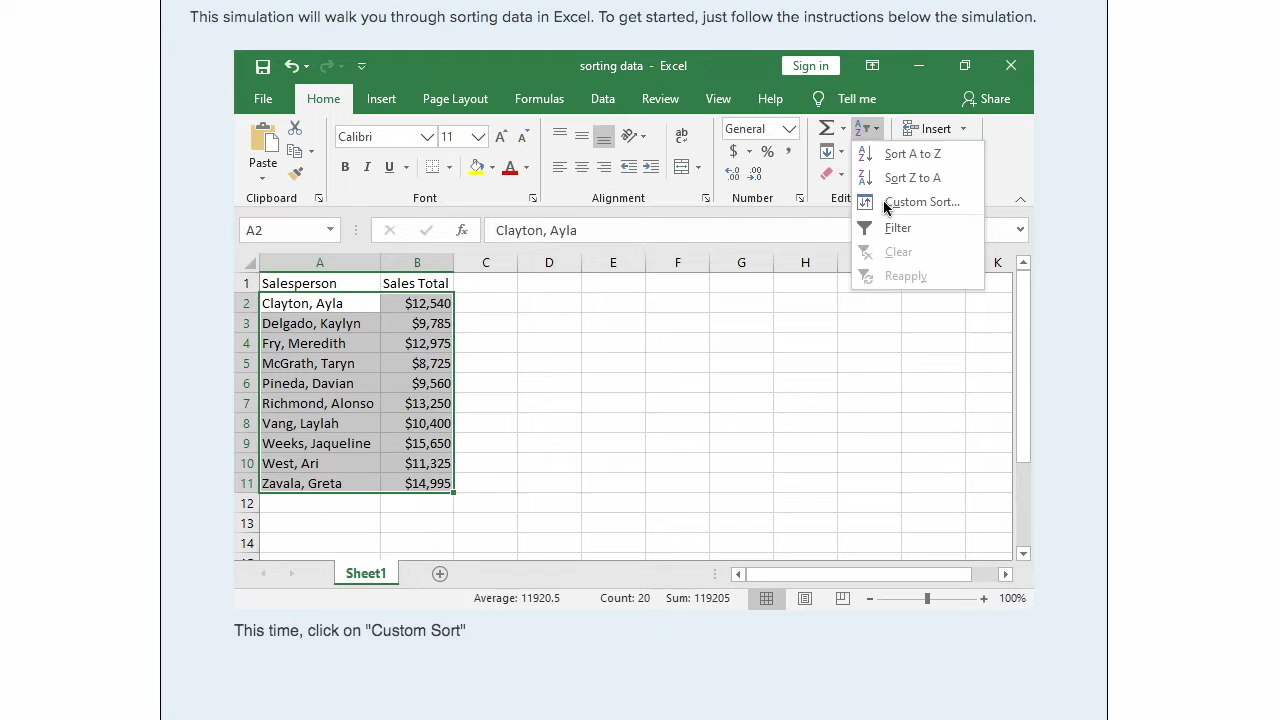 This simulation will walk you through sorting data in Excel. To get started, just follow the instructions below the simulation.
sorting data - Excel
Sign in
File Home Insert Page Layout Formulas Data Review View Help Tell me Share
Calibri 11 General Insert
Paste
Clipboard Font Alignment Number Edit
Sort A to Z
Sort Z to A
Custom Sort...
Filter
Clear
Reapply
A2 fx Clayton, Ayla
A B C D E F G H K
1 Salesperson Sales Total
2 Clayton, Ayla $12,540
3 Delgado, Kaylyn $9,785
4 Fry, Meredith $12,975
5 McGrath, Taryn $8,725
6 Pineda, Davian $9,560
7 Richmond, Alonso $13,250
8 Vang, Laylah $10,400
9 Weeks, Jaqueline $15,650
10 West, Ari $11,325
11 Zavala, Greta $14,995
12
13
14
Sheet1
Average: 11920.5 Count: 20 Sum: 119205 100%
This time, click on "Custom Sort"